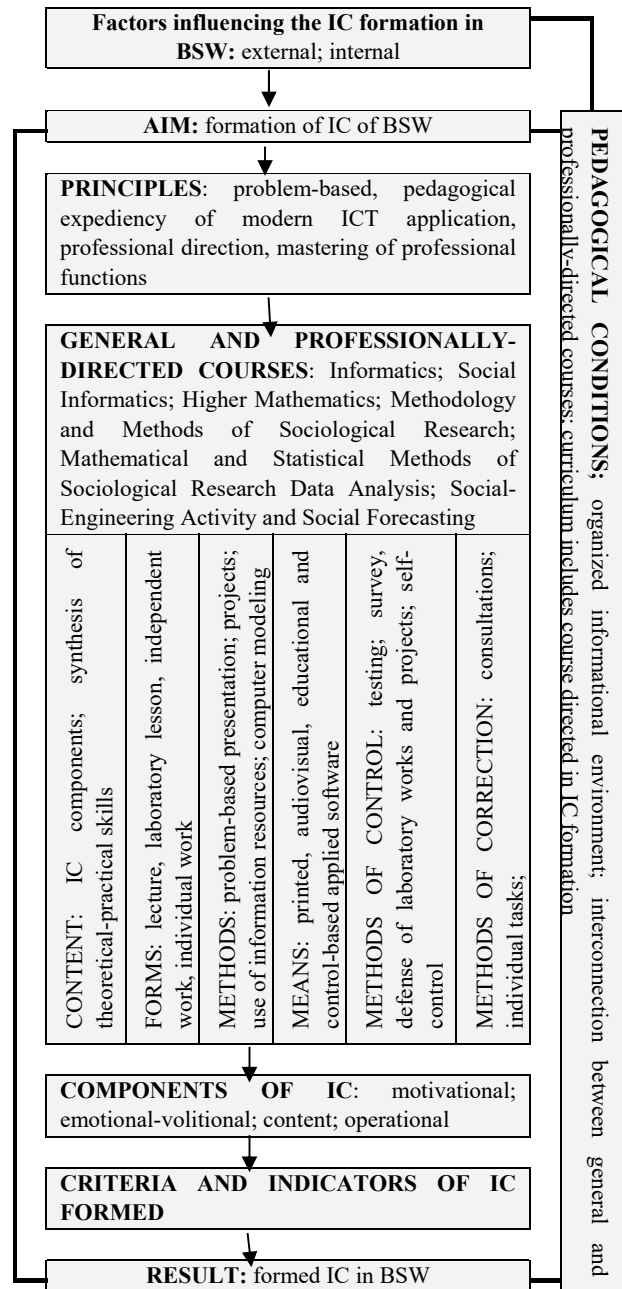 Factors influencing the IC formation in
BSW: external; internal
AIM: formation of IC of BSW
PRINCIPLES: problem-based, pedagogical
expediency of modern ICT application,
professional direction, mastering of professional
functions
GENERAL AND PROFESSIONALLY-
DIRECTED COURSES: Informatics; Social
Informatics; Higher Mathematics; Methodology
and Methods of Sociological Research;
Mathematical and Statistical Methods of
Sociological Research Data Analysis; Social-
Engineering Activity and Social Forecasting
CONTENT: IC components; synthesis of
theoretical-practical skills
FORMS: lecture, laboratory lesson, independent
work, individual work
METHODS: problem-based presentation; projects;
use of information resources; computer modeling
MEANS: printed, audiovisual, educational and
control-based applied software
METHODS OF CONTROL: testing; survey,
defense of laboratory works and projects; self-
control
METHODS OF CORRECTION: consultations;
individual tasks;
COMPONENTS OF IC: motivational;
emotional-volitional; content; operational
CRITERIA AND INDICATORS OF IC
FORMED
RESULT: formed IC in BSW
PEDAGOGICAL CONDITIONS; organized informational environment; interconnection between general and
professionally-directed courses; curriculum includes course directed in IC formation